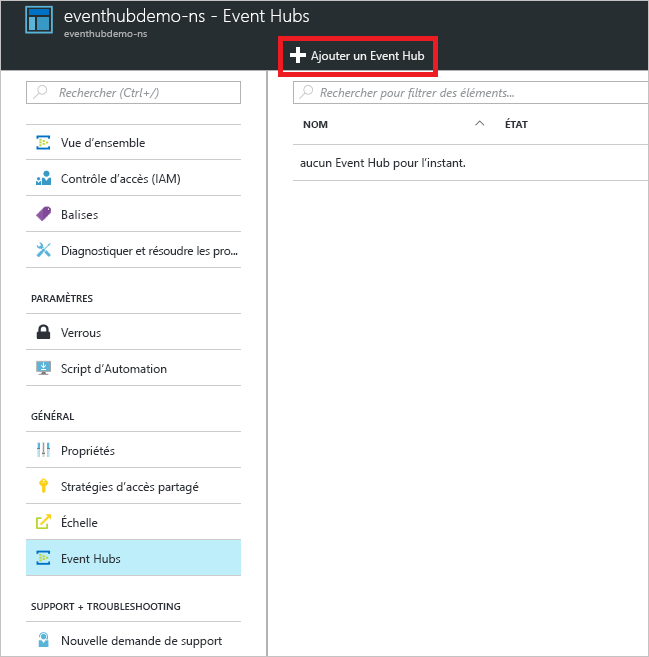 eventhubdemo-ns - Event Hubs
eventhubdemo-ns
Ajouter un Event Hub
Rechercher (Ctrl+/)
Vue d’ensemble
Contrôle d’accès (IAM)
Balises
Diagnostiquer et résoudre les pro...
PARAMÈTRES
Verrous
Script d’Automation
GÉNÉRAL
Propriétés
Stratégies d’accès partagé
Échelle
Event Hubs
SUPPORT + TROUBLESHOOTING
Nouvelle demande de support
Rechercher pour filtrer des éléments...
NOM ÉTAT
aucun Event Hub pour l’instant.